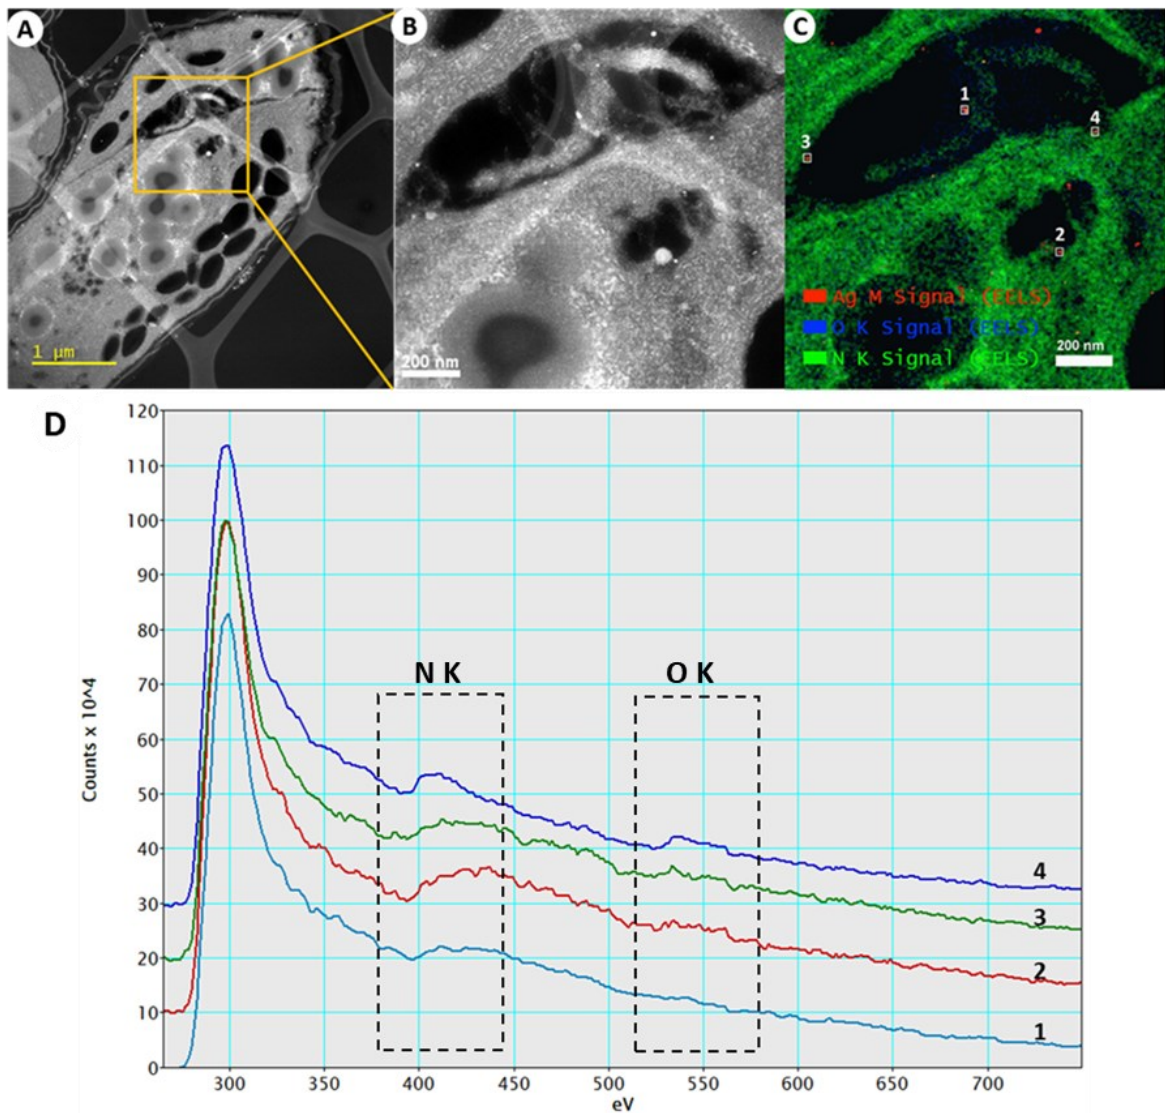 A
B
C
1 µm
200 nm
1
4
3
2
Ag M Signal (EELS)
O K Signal (EELS)
N K Signal (EELS)
200 nm
D
120
110
100
90
80
70
60
50
40
30
20
10
0
Counts x 10^4
N K
O K
4
3
2
1
300
350
400
450
500
550
600
650
700
eV